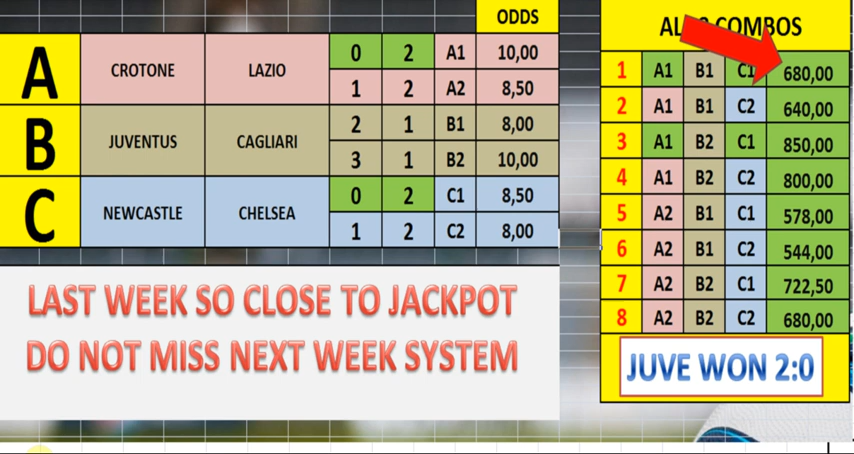 ODDS
A CROTONE LAZIO 0 2 A1 10,00
1 2 A2 8,50
B JUVENTUS CAGLIARI 2 1 B1 8,00
3 1 B2 10,00
C NEWCASTLE CHELSEA 0 2 C1 8,50
1 2 C2 8,00
LAST WEEK SO CLOSE TO JACKPOT
DO NOT MISS NEXT WEEK SYSTEM
COMBOS
1 A1 B1 C1 680,00
2 A1 B1 C2 640,00
3 A1 B2 C1 850,00
4 A1 B2 C2 800,00
5 A2 B1 C1 578,00
6 A2 B1 C2 544,00
7 A2 B2 C1 722,50
8 A2 B2 C2 680,00
JUVE WON 2:0